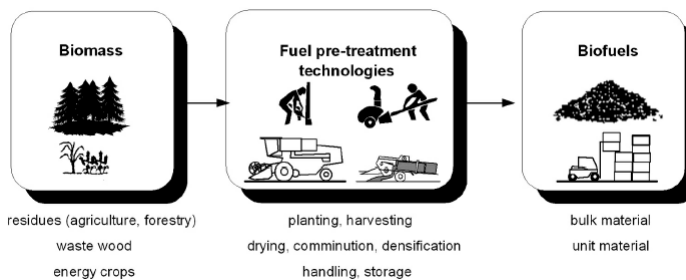 Biomass
Fuel pre-treatment
technologies
Biofuels
residues (agriculture, forestry)
waste wood
energy crops
planting, harvesting
drying, comminution, densification
handling, storage
bulk material
unit material